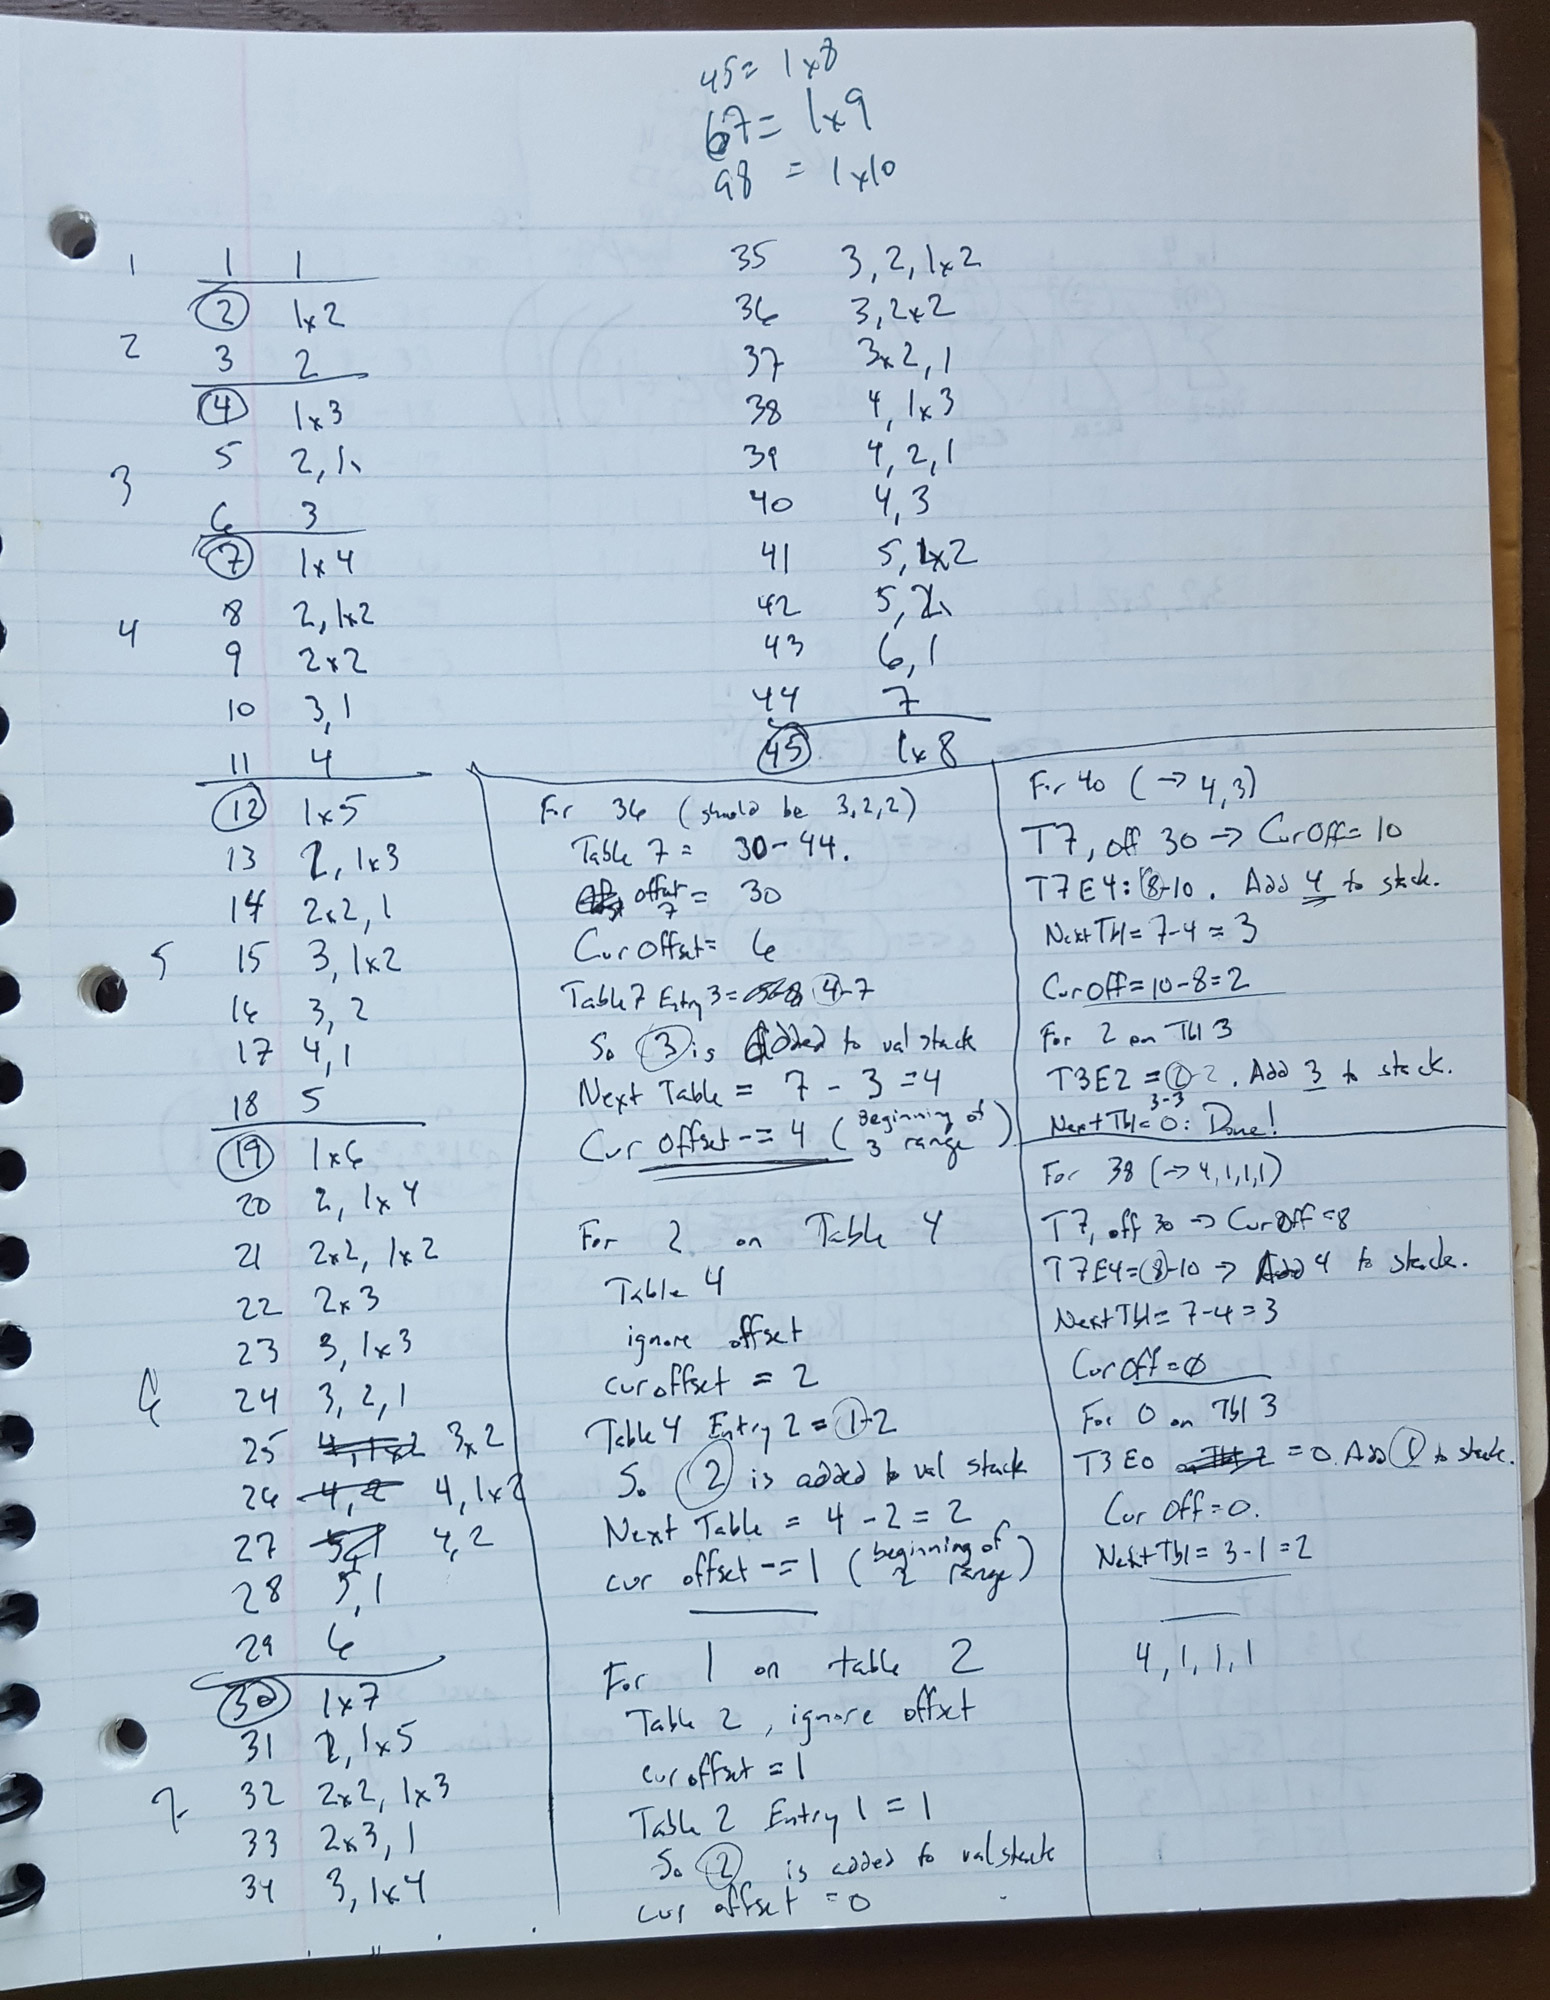 45 = 1x8
67 = 1x9
98 = 1x10
1 1 1
2 1x2
2
3 2
4 1x3
5 2, 1
3
6 3
7 1x4
8 2, 1x2
4
9 2x2
10 3, 1
11 4
12 1x5
13 2, 1x3
14 2x2, 1
5 15 3, 1x2
16 3, 2
17 4, 1
18 5
19 1x6
20 2, 1x4
21 2x2, 1x2
22 2x3
23 3, 1x3
6 24 3, 2, 1
25 4, 1x2 3x2
26 4, 2 4, 1x2
27 5, 1 4, 2
28 5, 1
29 6
30 1x7
31 2, 1x5
7 32 2x2, 1x3
33 2x3, 1
34 3, 1x4
35 3, 2, 1x2
36 3, 2x2
37 3x2, 1
38 4, 1x3
39 4, 2, 1
40 4, 3
41 5, 1x2
42 5, 2
43 6, 1
44 7
45 1x8
For 36 (should be 3,2,2)
Table 7 = 30-44.
offset 7 = 30
Cur Offset = 6
Table 7 Entry 3 = 4-7
So 3 is added to val stack
Next Table = 7 - 3 = 4
Cur Offset -= 4 (beginning of 3 range)
For 2 on Table 4
Table 4
ignore offset
cur offset = 2
Table 4 Entry 2 = 1-2
So 2 is added to val stack
Next Table = 4 - 2 = 2
cur offset -= 1 (beginning of 2 range)
For 1 on table 2
Table 2, ignore offset
cur offset = 1
Table 2 Entry 1 = 1
So 2 is added to val stack
cur offset = 0
For 40 (→ 4,3)
T7, off 30 → CurOff = 10
T7E4: 8-10. Add 4 to stack.
Next Tbl = 7-4 = 3
Cur off = 10-8 = 2
For 2 on Tbl 3
T3E2 = 2-2. Add 3 to stack.
3-3
Next Tbl = 0: Done!
For 38 (→ 4,1,1,1)
T7, off 30 → CurOff = 8
T7E4 = 8-10 → Add 4 to stack.
Next Tbl = 7-4 = 3
Cur Off = 0
For 0 on Tbl 3
T3E0 = 0. Add 1 to stack.
Cur Off = 0.
Next Tbl = 3-1 = 2
4, 1, 1, 1